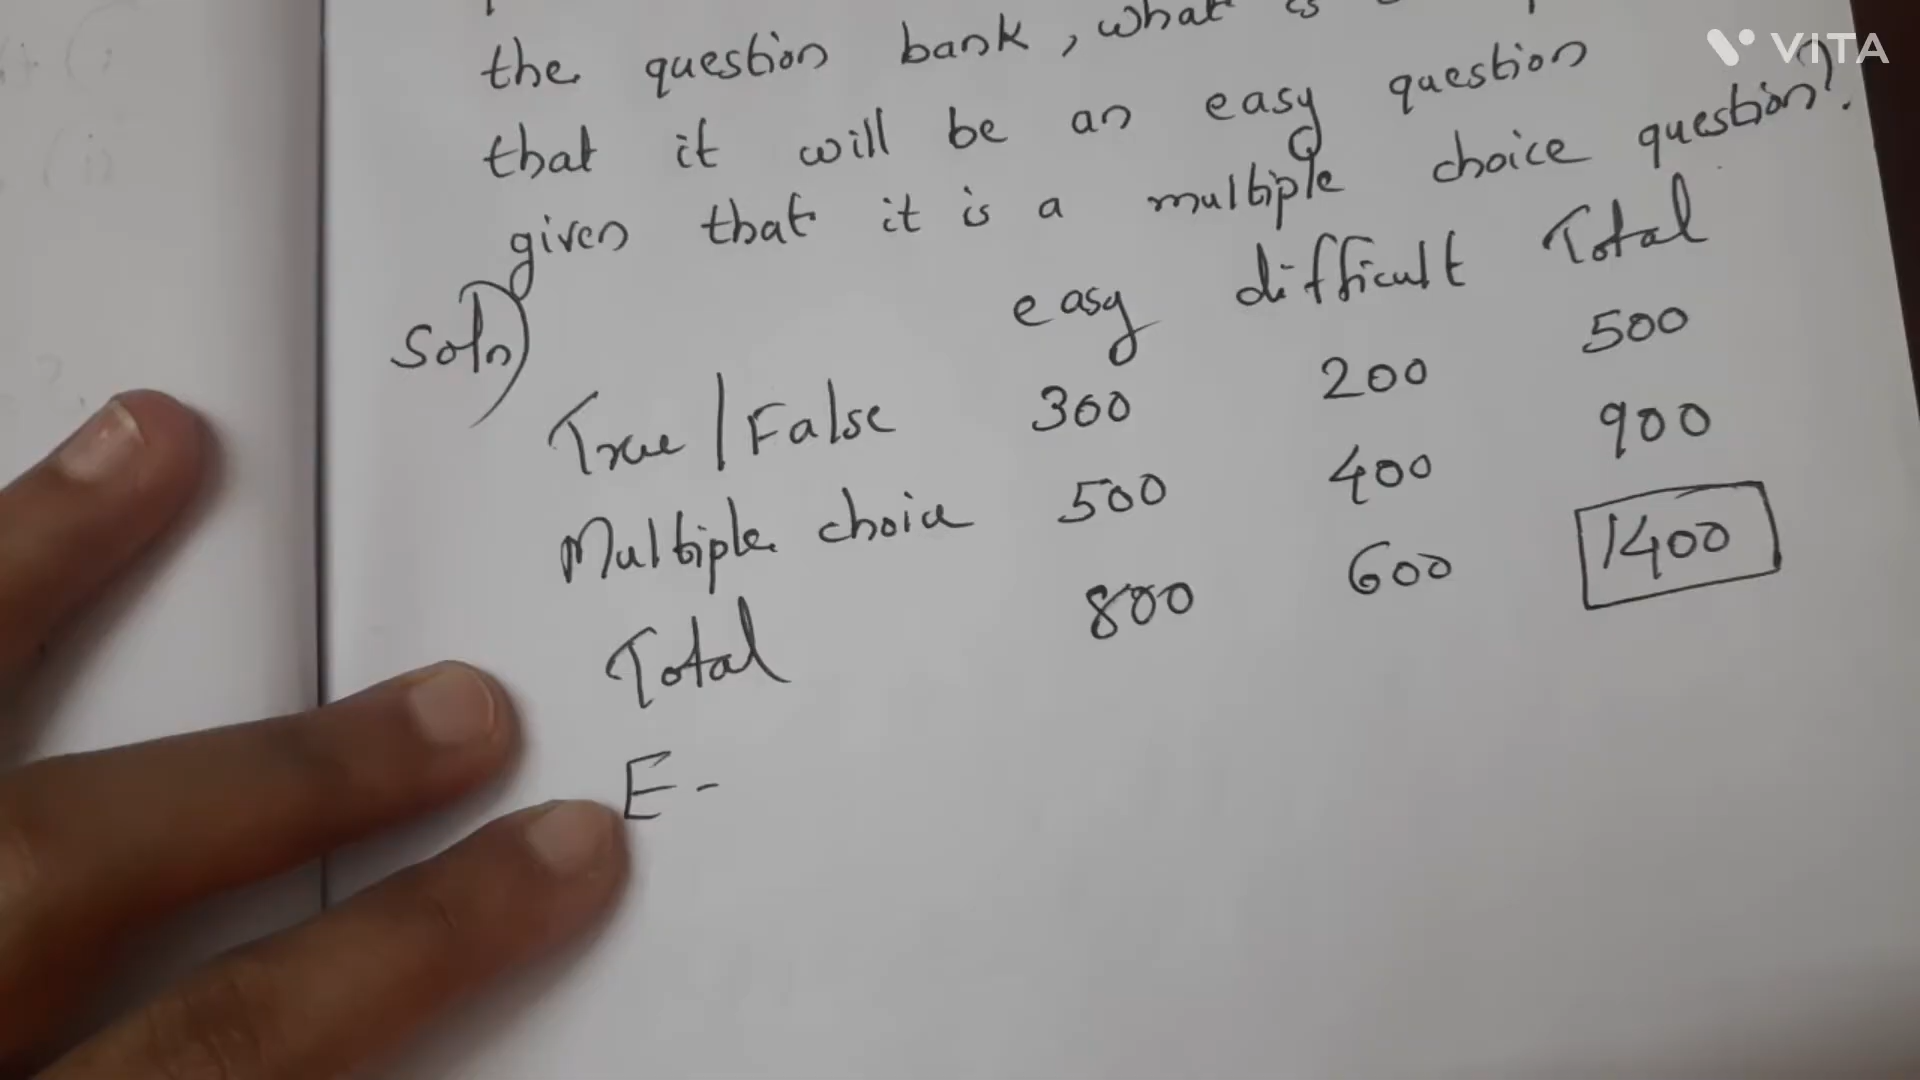 the question bank, what is
that it will be an easy question
given that it is a multiple choice question?
Soln)
easy difficult Total
True/False 300 200 500
Multiple choice 500 400 900
Total 800 600 1400
E-
VITA